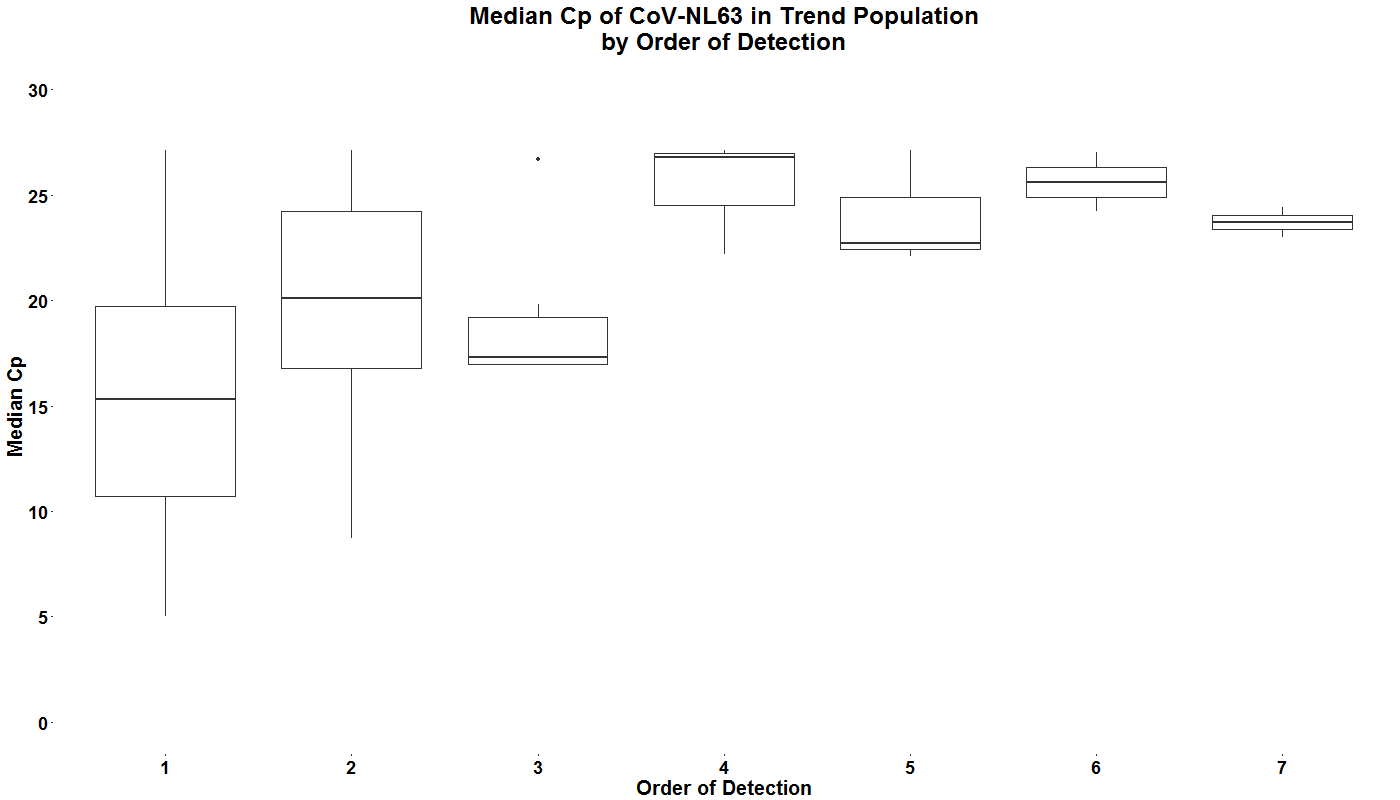 Median Cp of CoV-NL63 in Trend Population
by Order of Detection
30
25
20
15
10
5
0
Median Cp
1 2 3 4 5 6 7
Order of Detection